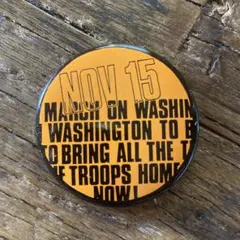 NOV 15
MARCH ON WASHIN
WASHINGTON TO B
TO BRING ALL THE T
E TROOPS HOME
NOW!